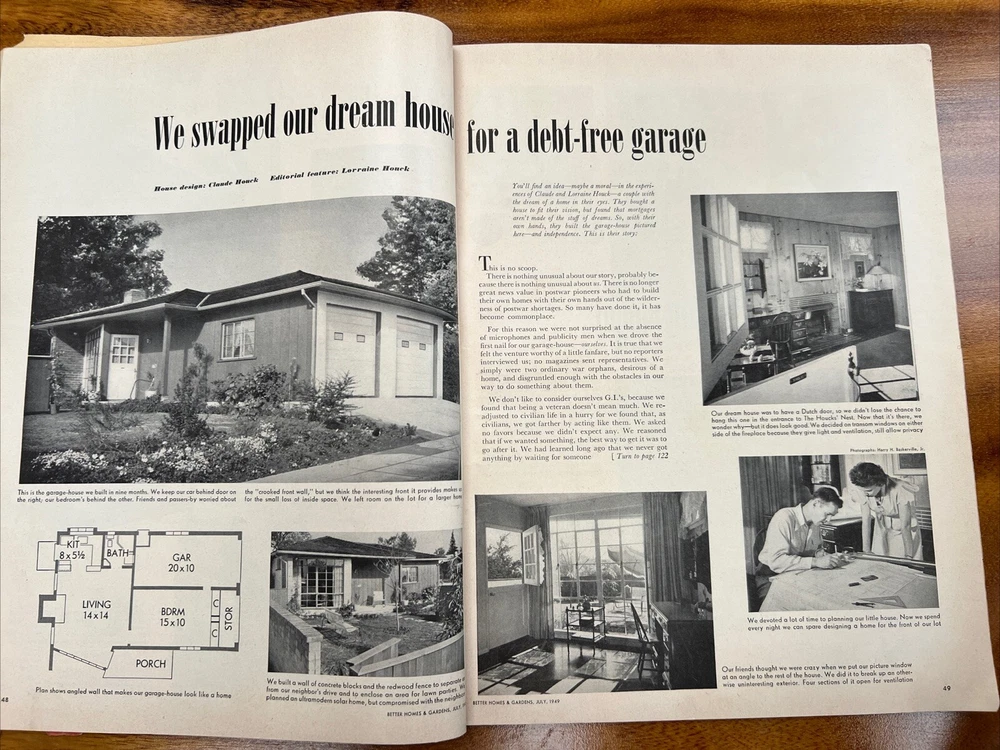 We swapped our dream house for a debt-free garage
House design: Claude Houck Editorial feature: Lorraine Houck
This is the garage-house we built in nine months. We keep our car behind door on
the right; our bedroom's behind the other. Friends and passers-by worried about
the "crooked front wall," but we think the interesting front it provides makes
for the small loss of inside space. We left room on the lot for a larger
KIT
8 x 5½
BATH
GAR
20 x 10
LIVING
14 x 14
BDRM
15 x 10
C
C
STOR
PORCH
Plan shows angled wall that makes our garage-house look like a home
We built a wall of concrete blocks and the redwood fence to separate
from our neighbor's drive and to enclose an area for lawn parties.
planned an ultramodern solar home, but compromised with the
48
BETTER HOMES & GARDENS, JULY,
You'll find an idea—maybe a moral—in the experi-
ences of Claude and Lorraine Houck—a couple with
the dream of a home in their eyes. They bought a
house to fit their vision, but found that mortgages
aren't made of the stuff of dreams. So, with their
own hands, they built the garage-house pictured
here—and independence. This is their story:
This is no scoop.
There is nothing unusual about our story, probably be-
cause there is nothing unusual about us. There is no longer
great news value in postwar pioneers who had to build
their own homes with their own hands out of the wilder-
ness of postwar shortages. So many have done it, it has
become commonplace.
For this reason we were not surprised at the absence
of microphones and publicity men when we drove the
first nail for our garage-house—ourselves. It is true that we
felt the venture worthy of a little fanfare, but no reporters
interviewed us; no magazines sent representatives. We
simply were two ordinary war orphans, desirous of a
home, and disgruntled enough with the obstacles in our
way to do something about them.
We don't like to consider ourselves G.I.'s, because we
found that being a veteran doesn't mean much. We re-
adjusted to civilian life in a hurry for we found that, as
civilians, we got farther by acting like them. We asked
no favors because we didn't expect any. We reasoned
that if we wanted something, the best way to get it was to
go after it. We had learned long ago that we never got
anything by waiting for someone [ Turn to page 122
Our dream house was to have a Dutch door, so we didn't lose the chance to
hang this one in the entrance to The Houcks' Nest. Now that it's there, we
wonder why—but it does look good. We decided on transom windows on either
side of the fireplace because they give light and ventilation, still allow privacy
Photographs: Harry H. Baskerville, Jr.
We devoted a lot of time to planning our little house. Now we spend
every night we can spare designing a home for the front of our lot
Our friends thought we were crazy when we put our picture window
at an angle to the rest of the house. We did it to break up an other-
wise uninteresting exterior. Four sections of it open for ventilation
BETTER HOMES & GARDENS, JULY, 1949
49